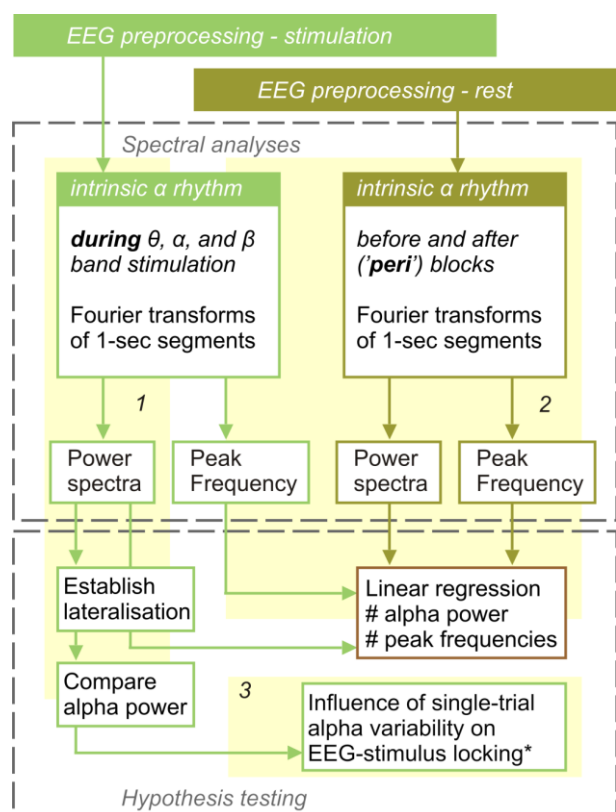 EEG preprocessing - stimulation
EEG preprocessing - rest
Spectral analyses
intrinsic α rhythm
during θ, α, and β
band stimulation
Fourier transforms
of 1-sec segments
intrinsic α rhythm
before and after
('peri') blocks
Fourier transforms
of 1-sec segments
1
2
Power
spectra
Peak
Frequency
Power
spectra
Peak
Frequency
Establish
lateralisation
Linear regression
# alpha power
# peak frequencies
Compare
alpha power
3
Influence of single-trial
alpha variability on
EEG-stimulus locking*
Hypothesis testing